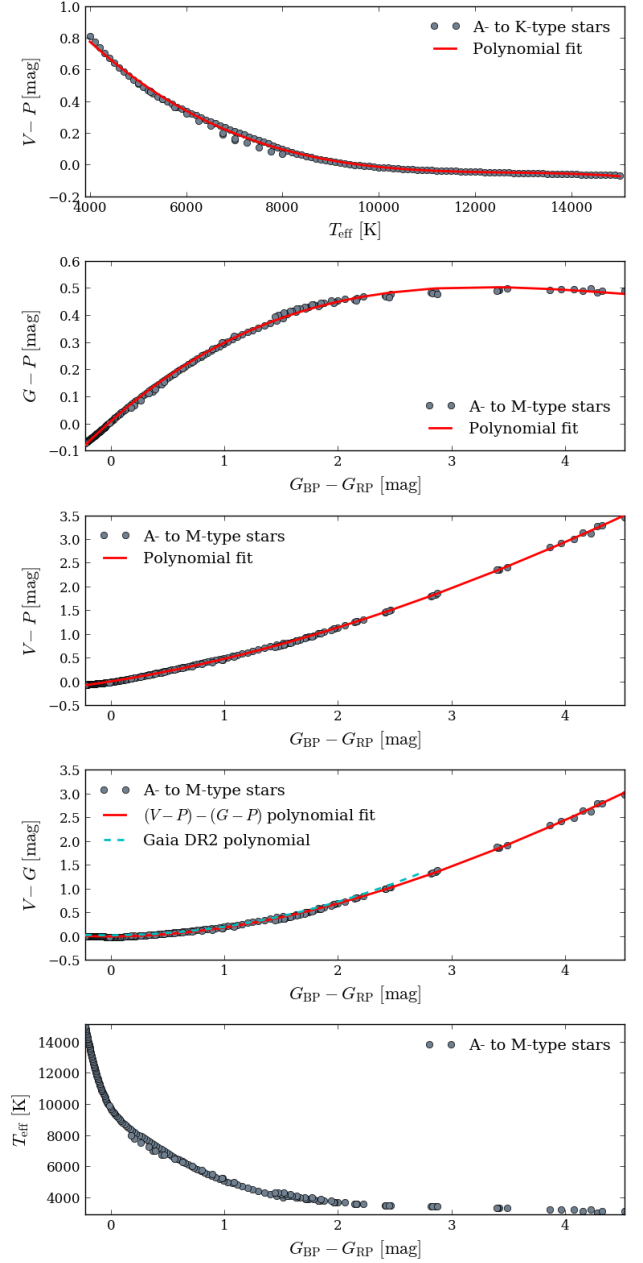 1.0
0.8
0.6
0.4
0.2
0.0
−0.2
V − P [mag]
A- to K-type stars
Polynomial fit
4000 6000 8000 10000 12000 14000
T_eff [K]
0.6
0.5
0.4
0.3
0.2
0.1
0.0
−0.1
G − P [mag]
A- to M-type stars
Polynomial fit
0 1 2 3 4
G_BP − G_RP [mag]
3.5
3.0
2.5
2.0
1.5
1.0
0.5
0.0
−0.5
V − P [mag]
A- to M-type stars
Polynomial fit
0 1 2 3 4
G_BP − G_RP [mag]
3.5
3.0
2.5
2.0
1.5
1.0
0.5
0.0
−0.5
V − G [mag]
A- to M-type stars
(V − P) − (G − P) polynomial fit
Gaia DR2 polynomial
0 1 2 3 4
G_BP − G_RP [mag]
14000
12000
10000
8000
6000
4000
T_eff [K]
A- to M-type stars
0 1 2 3 4
G_BP − G_RP [mag]